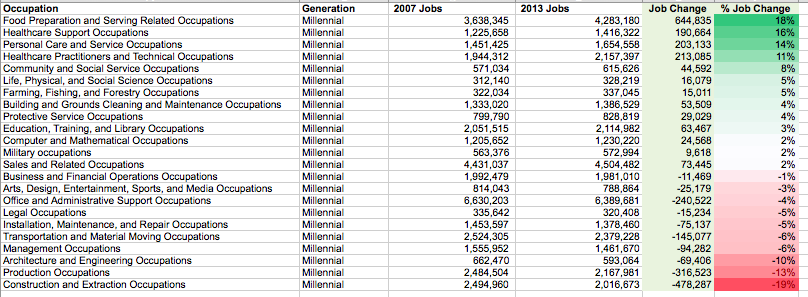 Occupation Generation 2007 Jobs 2013 Jobs Job Change % Job Change
Food Preparation and Serving Related Occupations Millennial 3,638,345 4,283,180 644,835 18%
Healthcare Support Occupations Millennial 1,225,658 1,416,322 190,664 16%
Personal Care and Service Occupations Millennial 1,451,425 1,654,558 203,133 14%
Healthcare Practitioners and Technical Occupations Millennial 1,944,312 2,157,397 213,085 11%
Community and Social Service Occupations Millennial 571,034 615,626 44,592 8%
Life, Physical, and Social Science Occupations Millennial 312,140 328,219 16,079 5%
Farming, Fishing, and Forestry Occupations Millennial 322,034 337,045 15,011 5%
Building and Grounds Cleaning and Maintenance Occupations Millennial 1,333,020 1,386,529 53,509 4%
Protective Service Occupations Millennial 799,790 828,819 29,029 4%
Education, Training, and Library Occupations Millennial 2,051,515 2,114,982 63,467 3%
Computer and Mathematical Occupations Millennial 1,205,652 1,230,220 24,568 2%
Military occupations Millennial 563,376 572,994 9,618 2%
Sales and Related Occupations Millennial 4,431,037 4,504,482 73,445 2%
Business and Financial Operations Occupations Millennial 1,992,479 1,981,010 -11,469 -1%
Arts, Design, Entertainment, Sports, and Media Occupations Millennial 814,043 788,864 -25,179 -3%
Office and Administrative Support Occupations Millennial 6,630,203 6,389,681 -240,522 -4%
Legal Occupations Millennial 335,642 320,408 -15,234 -5%
Installation, Maintenance, and Repair Occupations Millennial 1,453,597 1,378,460 -75,137 -5%
Transportation and Material Moving Occupations Millennial 2,524,305 2,379,228 -145,077 -6%
Management Occupations Millennial 1,555,952 1,461,670 -94,282 -6%
Architecture and Engineering Occupations Millennial 662,470 593,064 -69,406 -10%
Production Occupations Millennial 2,484,504 2,167,981 -316,523 -13%
Construction and Extraction Occupations Millennial 2,494,960 2,016,673 -478,287 -19%